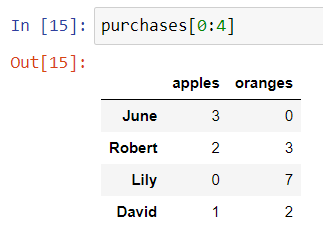 In [15]: purchases[0:4]
Out[15]:
apples oranges
June 3 0
Robert 2 3
Lily 0 7
David 1 2